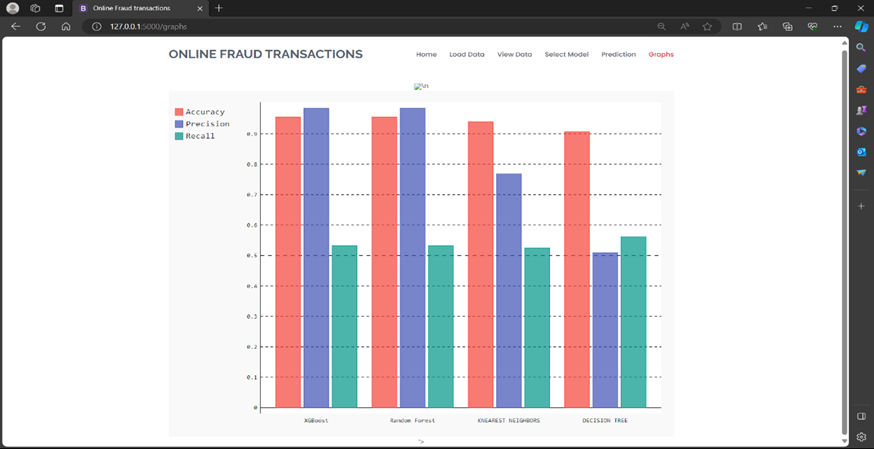 Online Fraud transactions
127.0.0.1:5000/graphs
ONLINE FRAUD TRANSACTIONS
Home Load Data View Data Select Model Prediction Graphs
\n
Accuracy
Precision
Recall
0.9
0.8
0.7
0.6
0.5
0.4
0.3
0.2
0.1
0
XGBoost Random Forest KNEAREST NEIGHBORS DECISION TREE
">